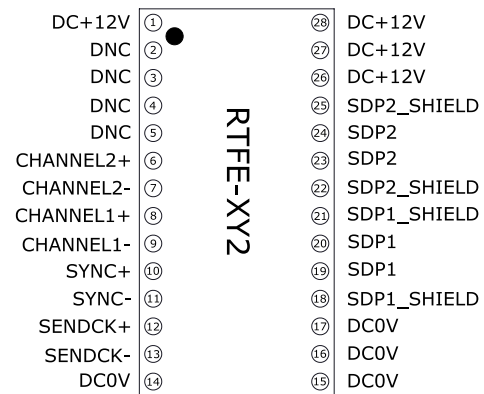 DC+12V ① ㉘ DC+12V
DNC ② ㉗ DC+12V
DNC ③ ㉖ DC+12V
DNC ④ ㉕ SDP2_SHIELD
DNC ⑤ ㉔ SDP2
CHANNEL2+ ⑥ ㉓ SDP2
CHANNEL2- ⑦ ㉒ SDP2_SHIELD
CHANNEL1+ ⑧ ㉑ SDP1_SHIELD
CHANNEL1- ⑨ ⑳ SDP1
SYNC+ ⑩ ⑲ SDP1
SYNC- ⑪ ⑱ SDP1_SHIELD
SENDCK+ ⑫ ⑰ DC0V
SENDCK- ⑬ ⑯ DC0V
DC0V ⑭ ⑮ DC0V
RTFE-XY2